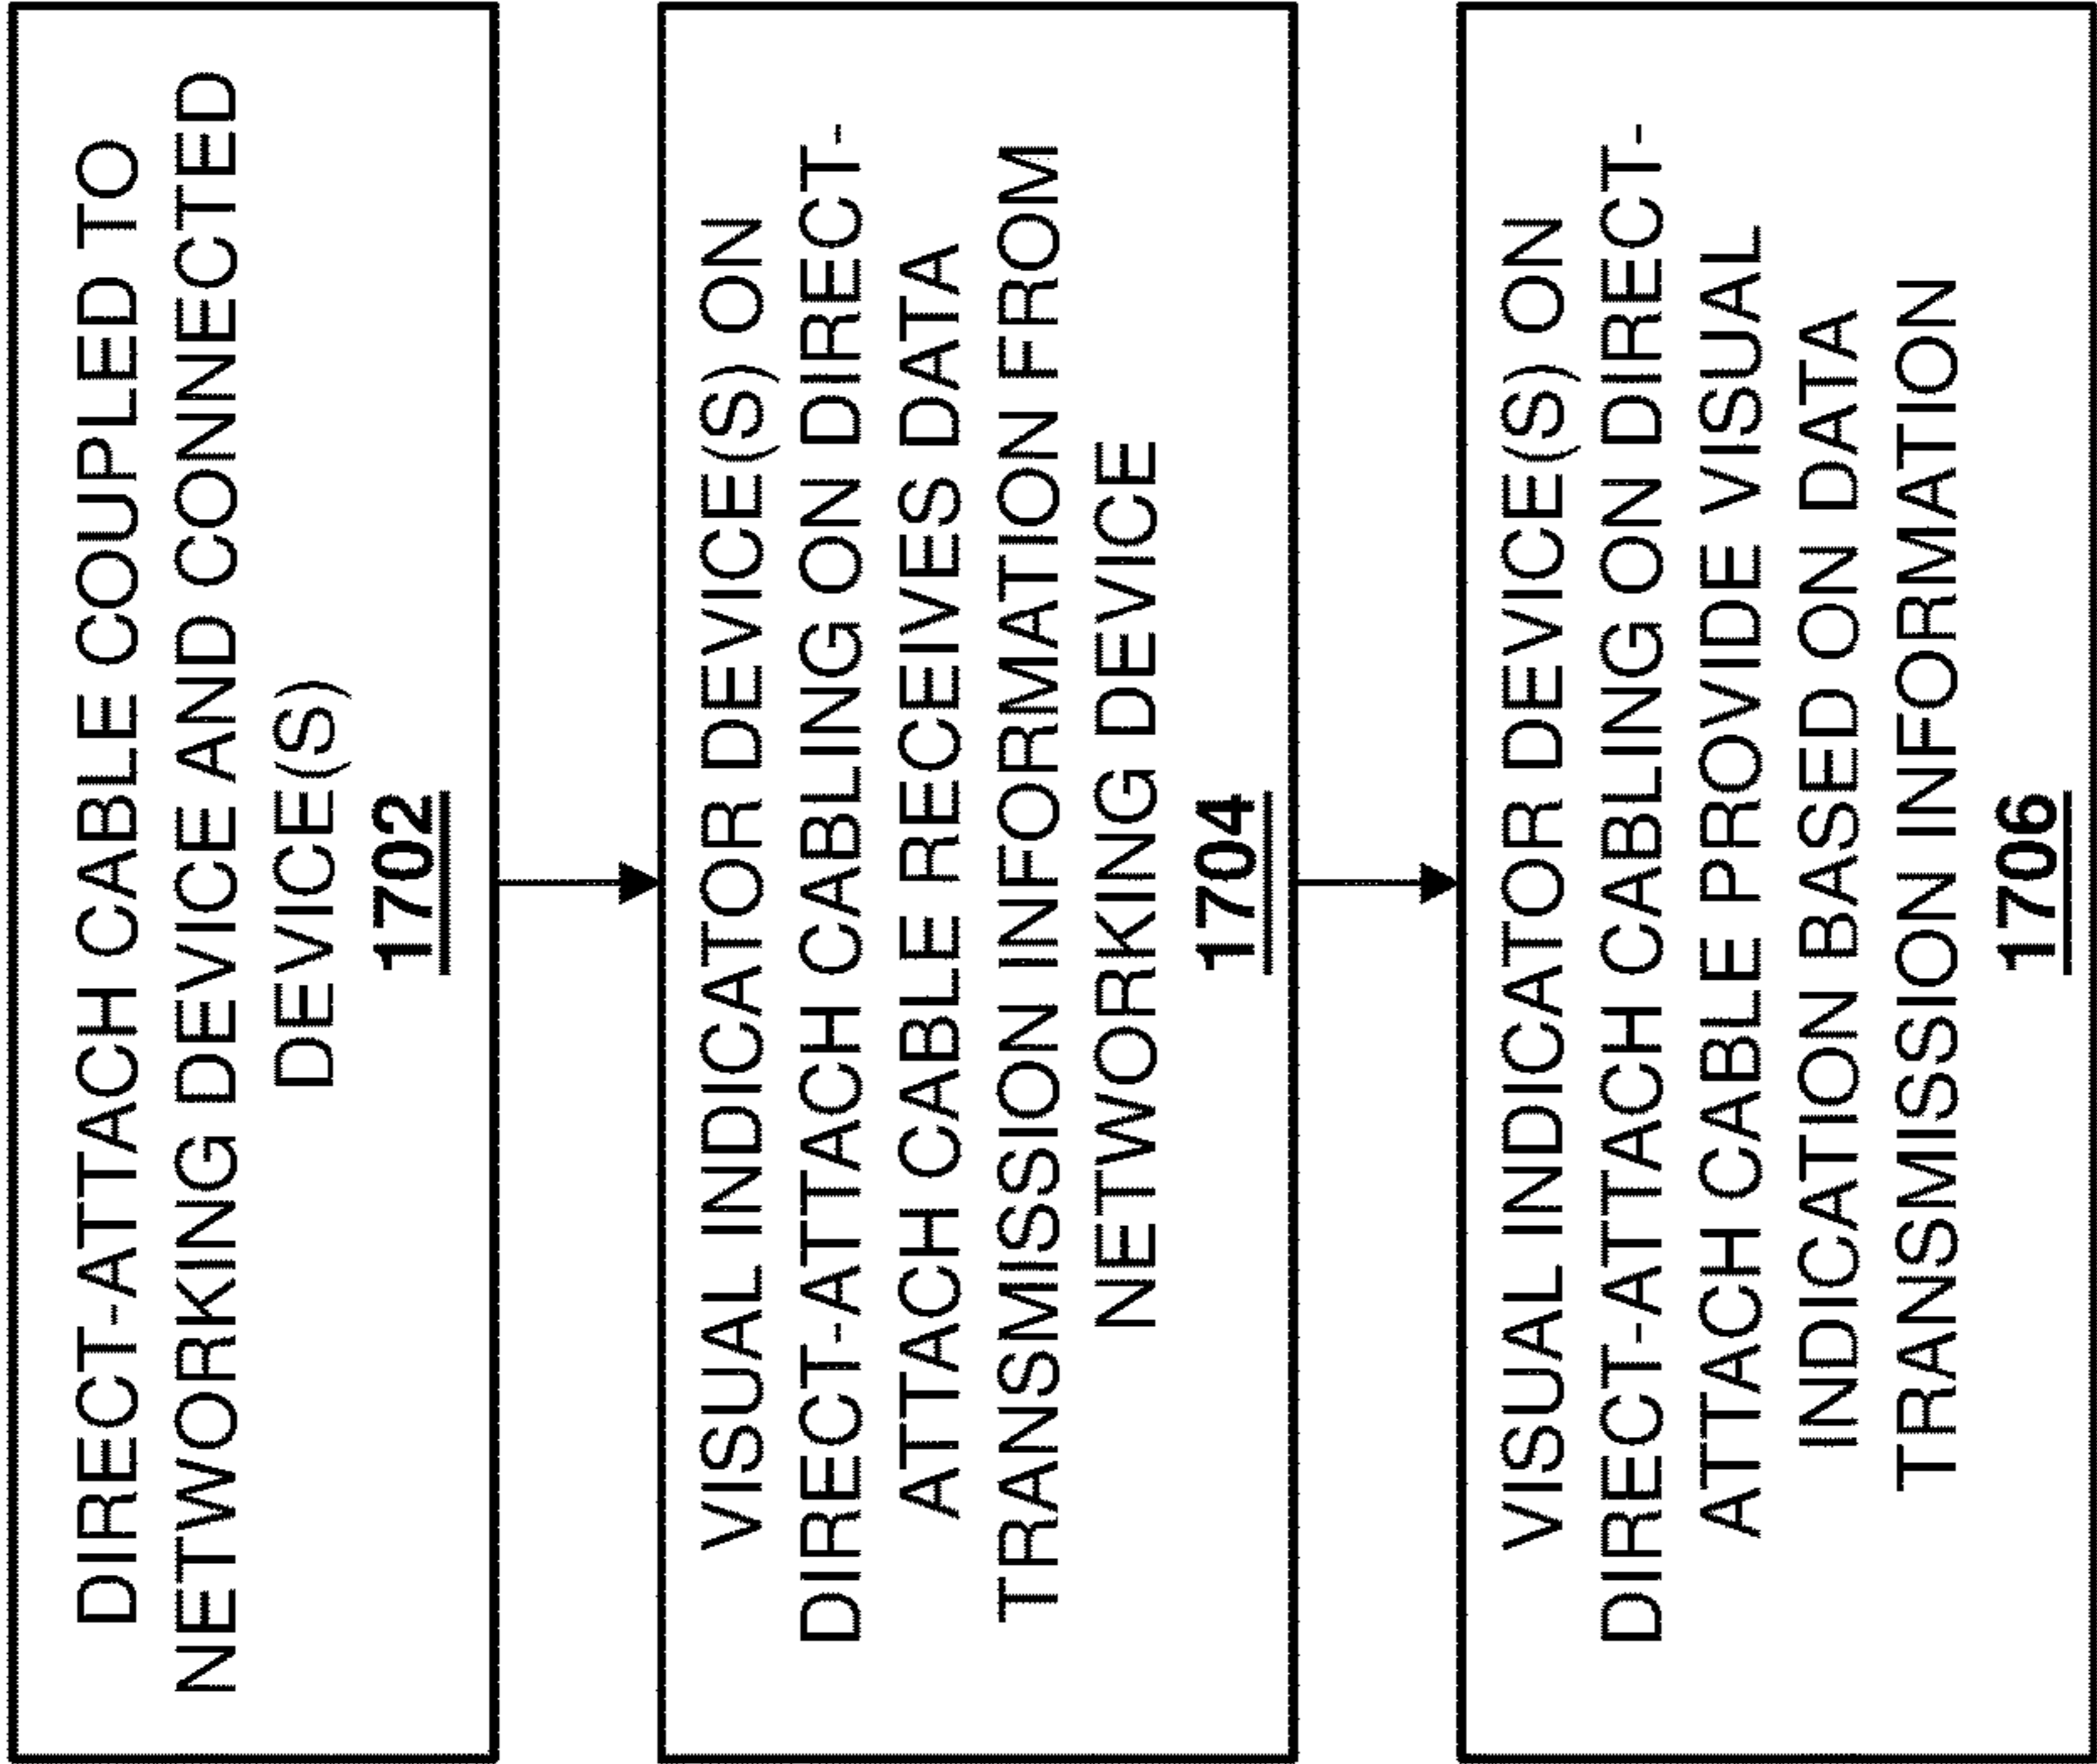 DIRECT-ATTACH CABLE COUPLED TO
NETWORKING DEVICE AND CONNECTED
DEVICE(S)
1702
VISUAL INDICATOR DEVICE(S) ON
DIRECT-ATTACH CABLING ON DIRECT-
ATTACH CABLE RECEIVES DATA
TRANSMISSION INFORMATION FROM
NETWORKING DEVICE
1704
VISUAL INDICATOR DEVICE(S) ON
DIRECT-ATTACH CABLING ON DIRECT-
ATTACH CABLE PROVIDE VISUAL
INDICATION BASED ON DATA
TRANSMISSION INFORMATION
1706